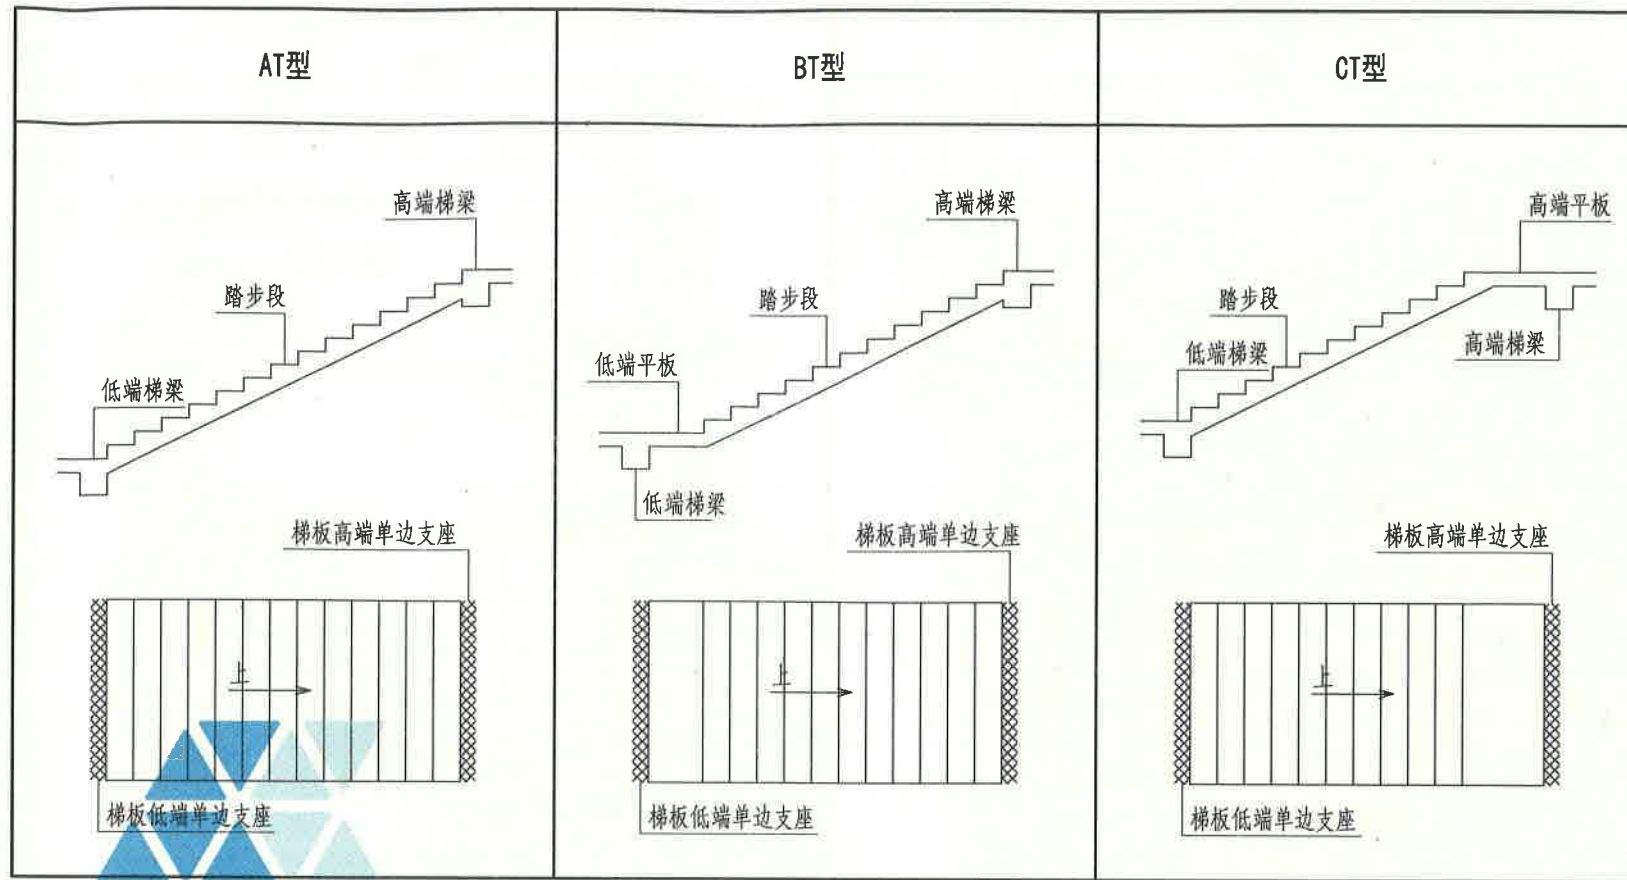 AT型
BT型
CT型
高端梯梁
踏步段
低端梯梁
梯板高端单边支座
上
梯板低端单边支座
高端梯梁
踏步段
低端平板
低端梯梁
梯板高端单边支座
上
梯板低端单边支座
高端平板
踏步段
低端梯梁
高端梯梁
梯板高端单边支座
上
梯板低端单边支座